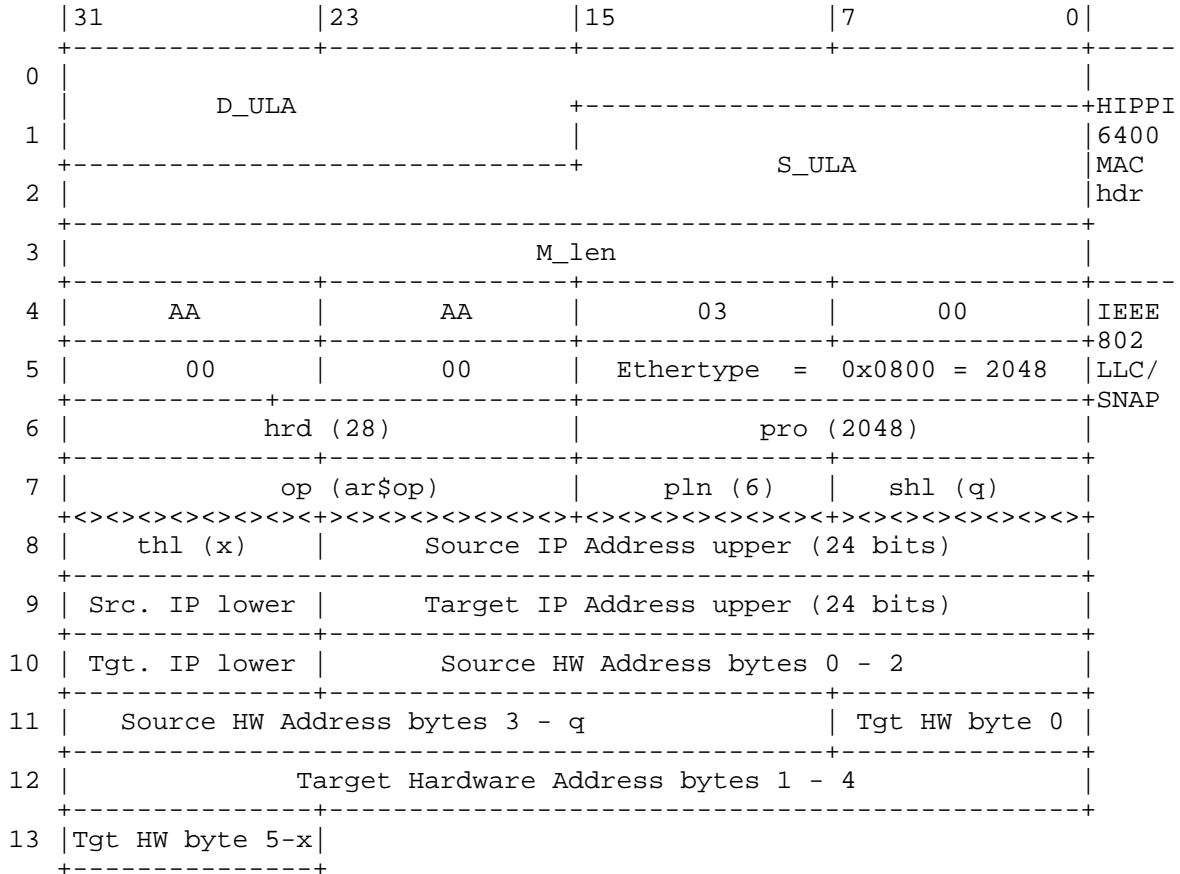 |31 |23 |15 |7 0|
0
D_ULA HIPPI
1 6400
S_ULA MAC
2 hdr
3 M_len
4 AA AA 03 00 IEEE
802
5 00 00 Ethertype = 0x0800 = 2048 LLC/
SNAP
6 hrd (28) pro (2048)
7 op (ar$op) pln (6) shl (q)
+<><><><><><><><+><><><><><><><>+<><><><><><><><+><><><><><><><>+
8 thl (x) Source IP Address upper (24 bits)
9 Src. IP lower Target IP Address upper (24 bits)
10 Tgt. IP lower Source HW Address bytes 0 - 2
11 Source HW Address bytes 3 - q Tgt HW byte 0
12 Target Hardware Address bytes 1 - 4
13 Tgt HW byte 5-x